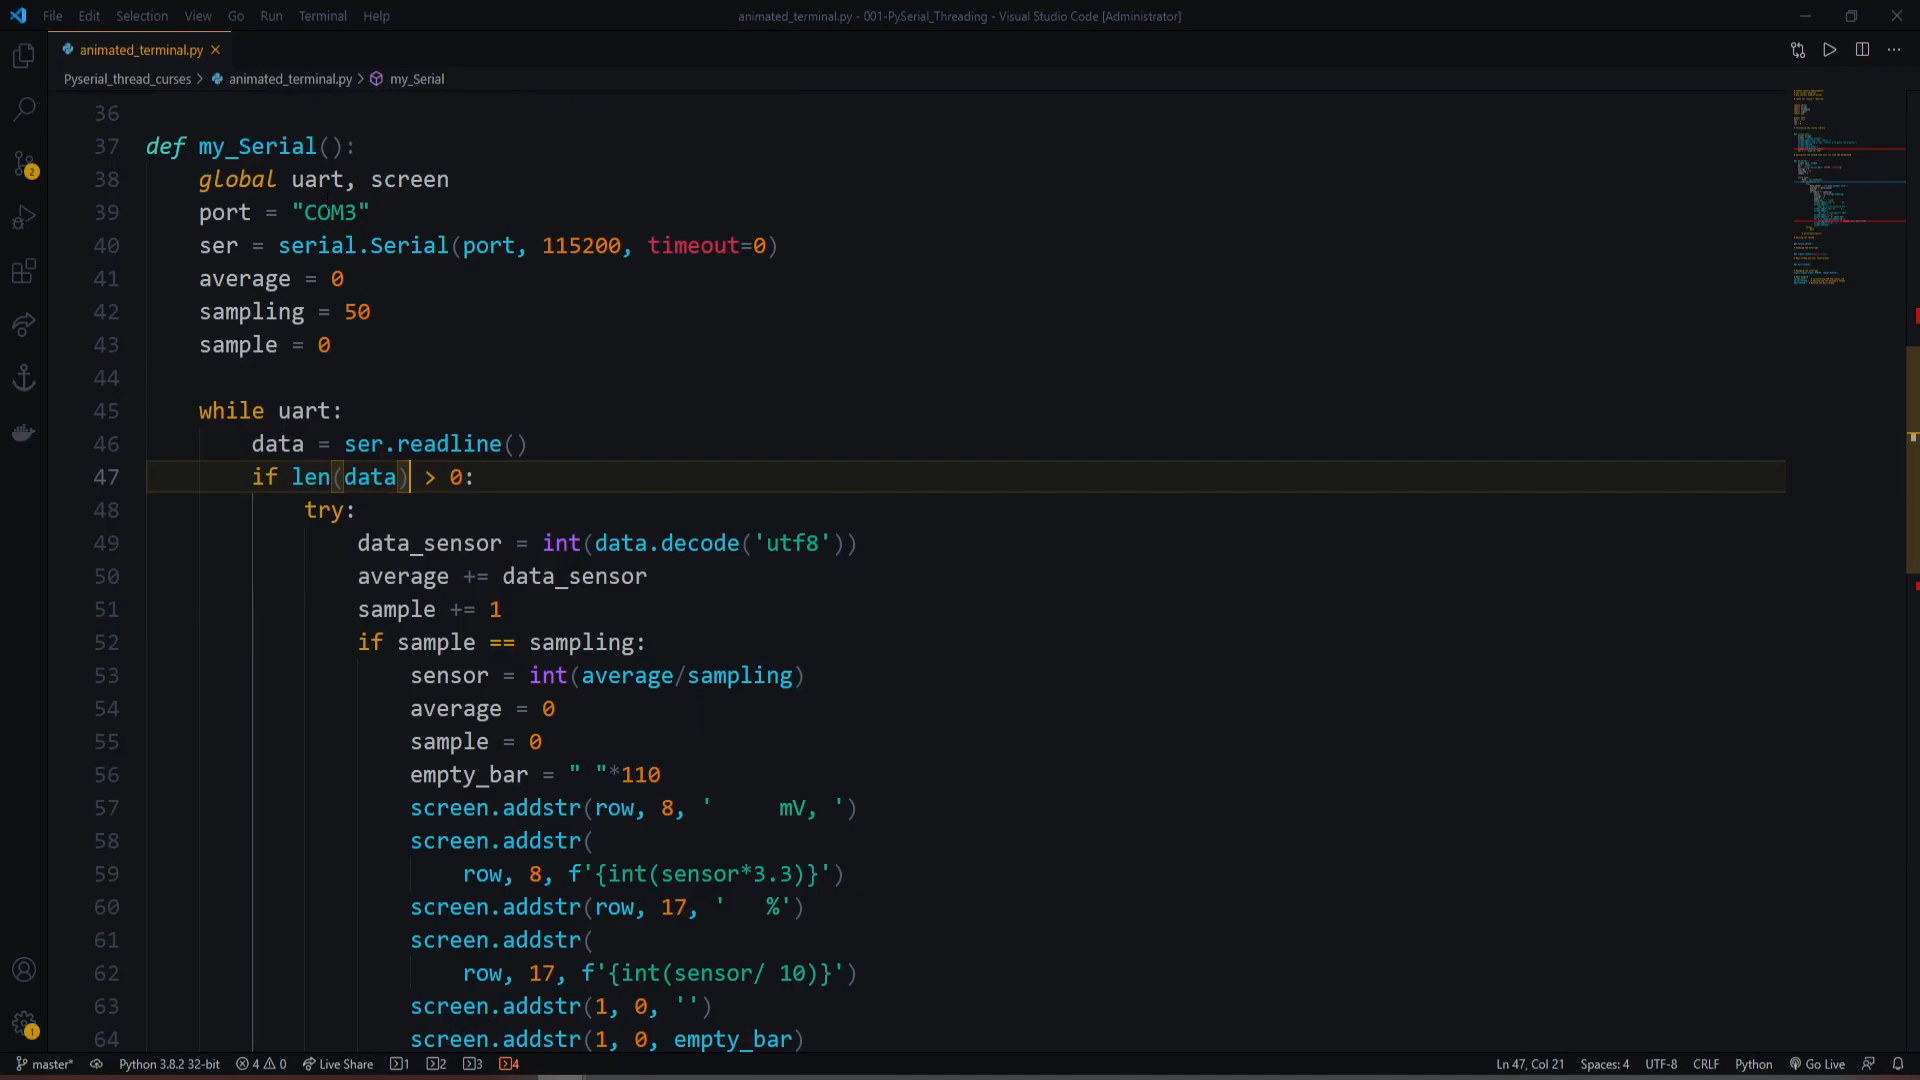 File Edit Selection View Go Run Terminal Help animated_terminal.py - 001-PySerial_Threading - Visual Studio Code [Administrator]
animated_terminal.py
Pyserial_thread_curses > animated_terminal.py > my_Serial
36
37 def my_Serial():
38 global uart, screen
39 port = "COM3"
40 ser = serial.Serial(port, 115200, timeout=0)
41 average = 0
42 sampling = 50
43 sample = 0
44
45 while uart:
46 data = ser.readline()
47 if len(data) > 0:
48 try:
49 data_sensor = int(data.decode('utf8'))
50 average += data_sensor
51 sample += 1
52 if sample == sampling:
53 sensor = int(average/sampling)
54 average = 0
55 sample = 0
56 empty_bar = " "*110
57 screen.addstr(row, 8, '     mV, ')
58 screen.addstr(
59 row, 8, f'{int(sensor*3.3)}')
60 screen.addstr(row, 17, '   %')
61 screen.addstr(
62 row, 17, f'{int(sensor/ 10)}')
63 screen.addstr(1, 0, '')
64 screen.addstr(1, 0, empty_bar)
2
1
master* Python 3.8.2 32-bit 4 0 Live Share 1 2 3 4 Ln 47, Col 21 Spaces: 4 UTF-8 CRLF Python Go Live